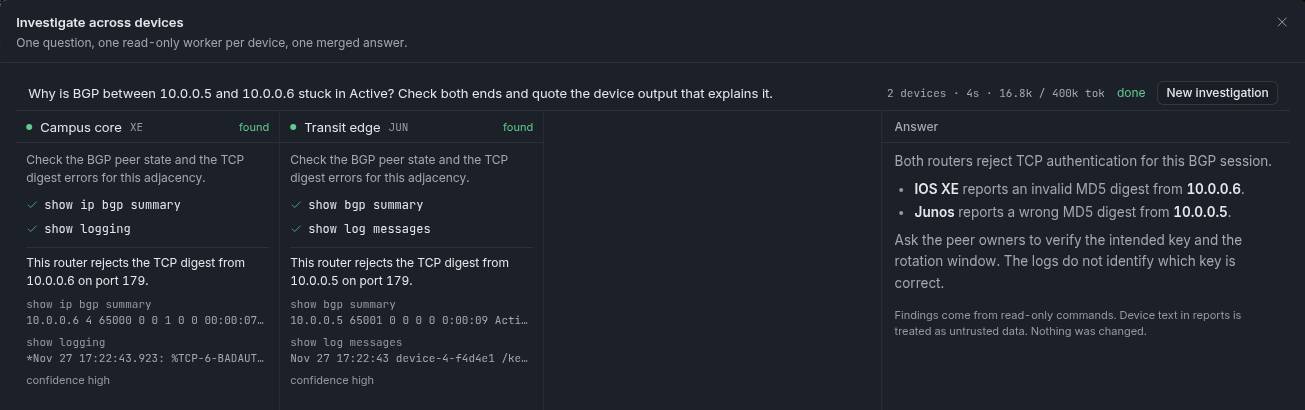 Investigate across devices
One question, one read-only worker per device, one merged answer.
Why is BGP between 10.0.0.5 and 10.0.0.6 stuck in Active? Check both ends and quote the device output that explains it.
2 devices · 4s · 16.8k / 400k tok done New investigation
Campus core XE found
Check the BGP peer state and the TCP
digest errors for this adjacency.
✓ show ip bgp summary
✓ show logging
This router rejects the TCP digest from
10.0.0.6 on port 179.
show ip bgp summary
10.0.0.6 4 65000 0 0 1 0 0 00:00:07…
show logging
*Nov 27 17:22:43.923: %TCP-6-BADAUT…
confidence high
Transit edge JUN found
Check the BGP peer state and the TCP
digest errors for this adjacency.
✓ show bgp summary
✓ show log messages
This router rejects the TCP digest from
10.0.0.5 on port 179.
show bgp summary
10.0.0.5 65001 0 0 0 0 0:00:09 Acti…
show log messages
Nov 27 17:22:43 device-4-f4d4e1 /ke…
confidence high
Answer
Both routers reject TCP authentication for this BGP session.
• IOS XE reports an invalid MD5 digest from 10.0.0.6.
• Junos reports a wrong MD5 digest from 10.0.0.5.
Ask the peer owners to verify the intended key and the
rotation window. The logs do not identify which key is
correct.
Findings come from read-only commands. Device text in reports is
treated as untrusted data. Nothing was changed.